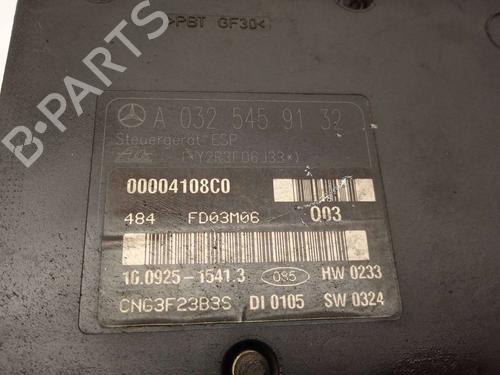 >PBT GF30<
A 032 545 91 32
Steuergerät ESP
(*Y2R3F06J33*)
00004108C0
484 FD03M06 Q03
10.0925-1541.3 085 HW 0233
CNG3F23B3S DI 0105 SW 0324
B-Parts